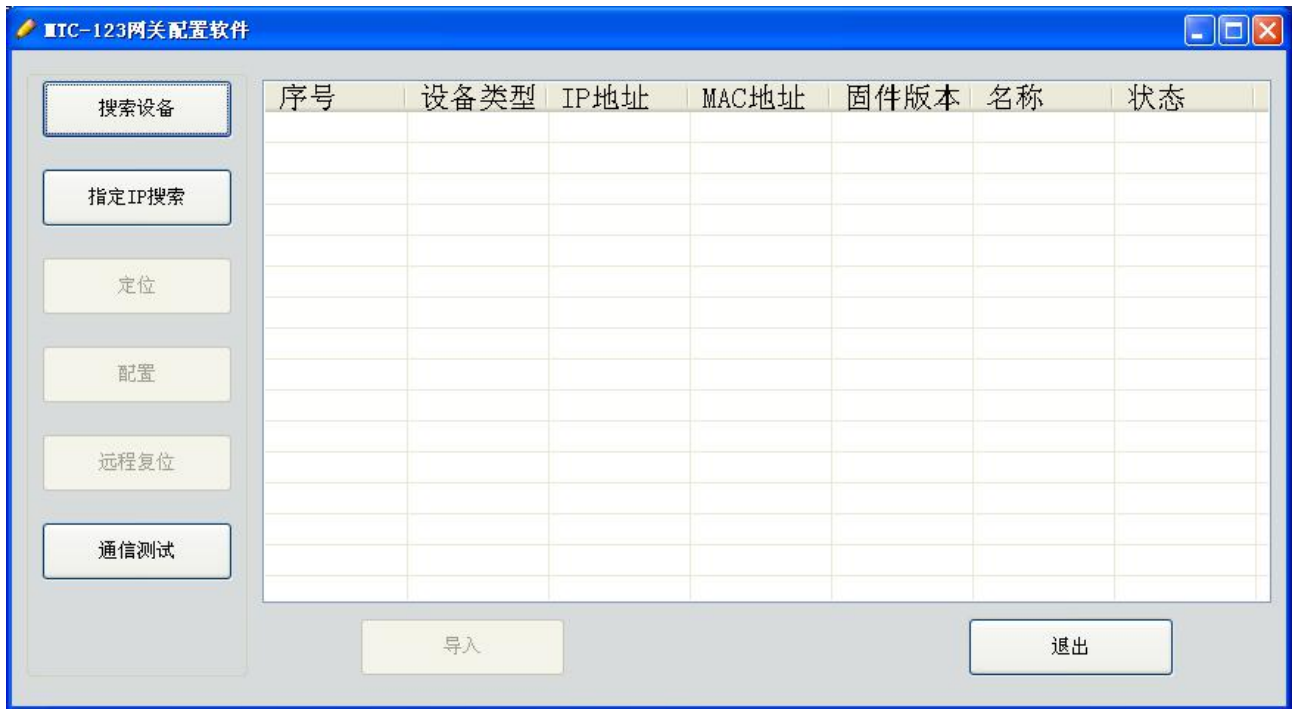 MTC-123网关配置软件
搜索设备
指定IP搜索
定位
配置
远程复位
通信测试
序号 设备类型 IP地址 MAC地址 固件版本 名称 状态
导入
退出